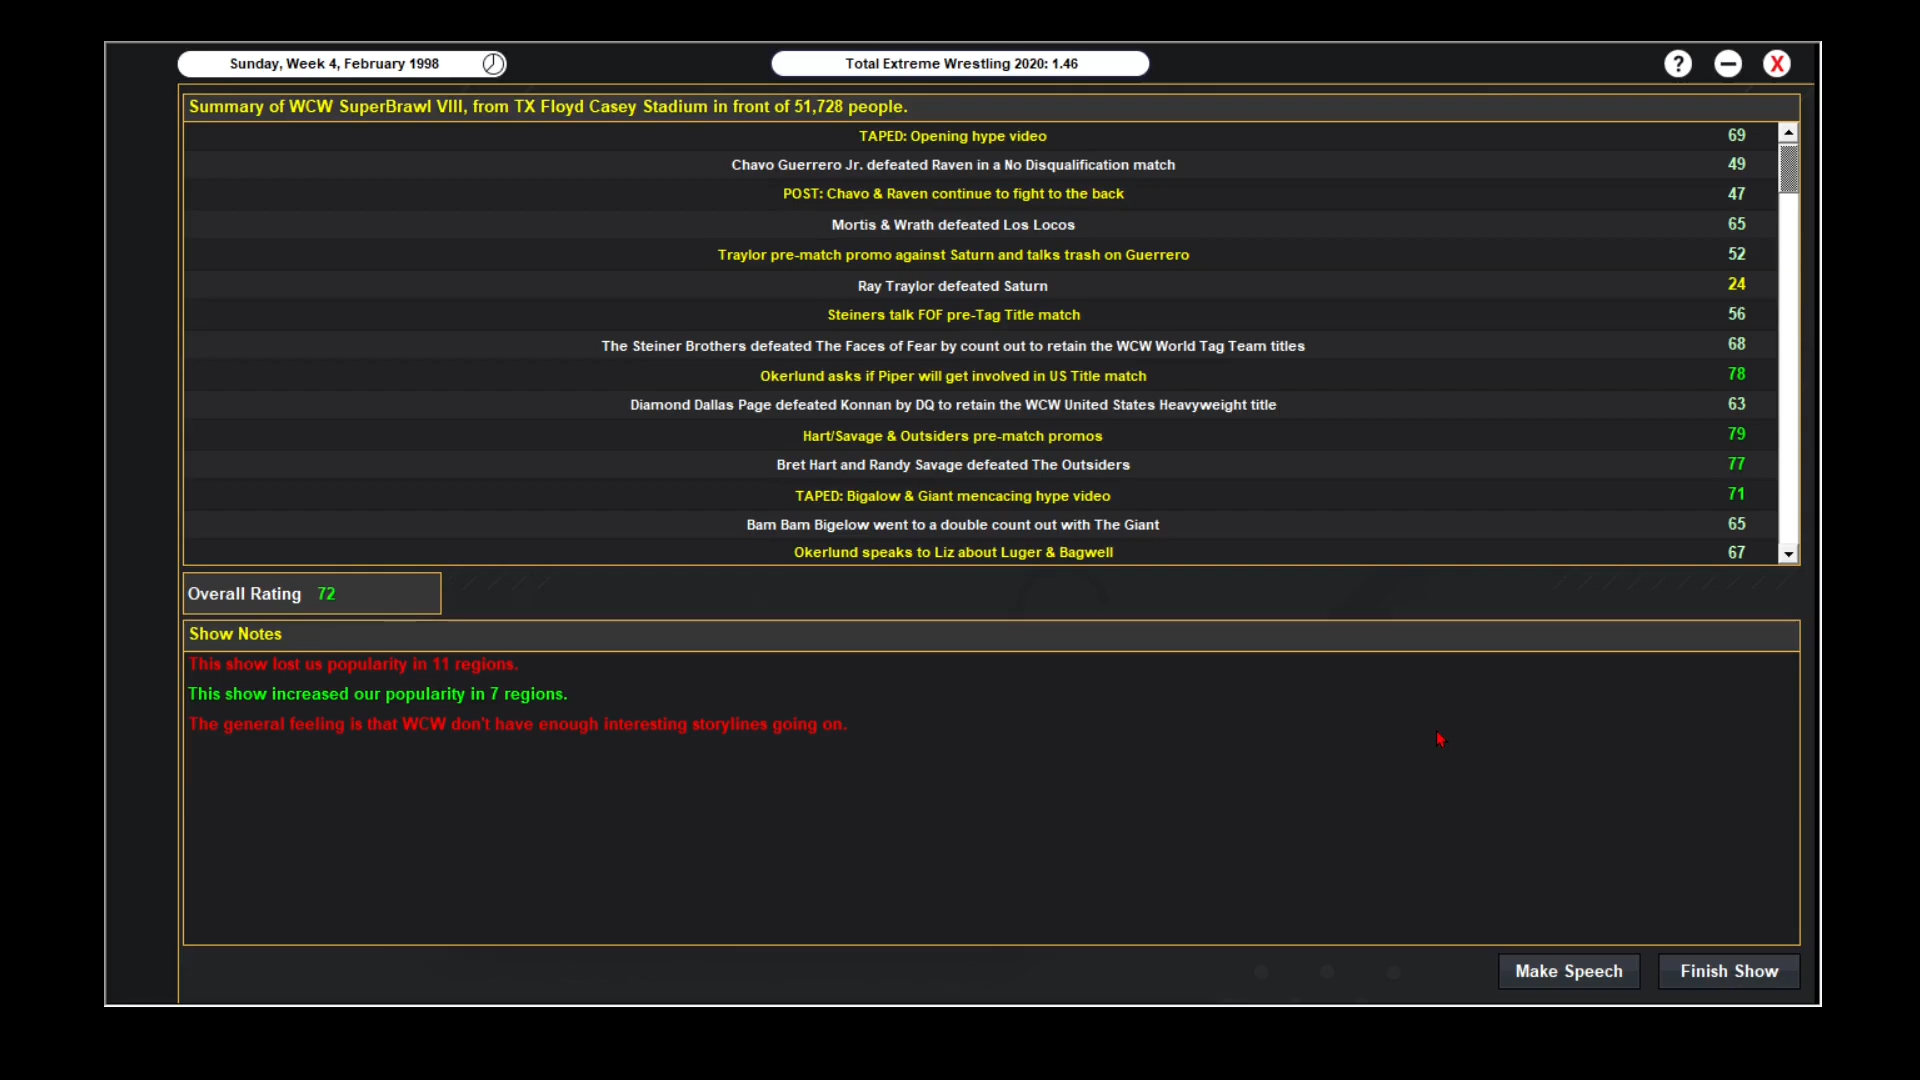 Sunday, Week 4, February 1998
Total Extreme Wrestling 2020: 1.46
?
X
Summary of WCW SuperBrawl VIII, from TX Floyd Casey Stadium in front of 51,728 people.
TAPED: Opening hype video 69
Chavo Guerrero Jr. defeated Raven in a No Disqualification match 49
POST: Chavo & Raven continue to fight to the back 47
Mortis & Wrath defeated Los Locos 65
Traylor pre-match promo against Saturn and talks trash on Guerrero 52
Ray Traylor defeated Saturn 24
Steiners talk FOF pre-Tag Title match 56
The Steiner Brothers defeated The Faces of Fear by count out to retain the WCW World Tag Team titles 68
Okerlund asks if Piper will get involved in US Title match 78
Diamond Dallas Page defeated Konnan by DQ to retain the WCW United States Heavyweight title 63
Hart/Savage & Outsiders pre-match promos 79
Bret Hart and Randy Savage defeated The Outsiders 77
TAPED: Bigalow & Giant mencacing hype video 71
Bam Bam Bigelow went to a double count out with The Giant 65
Okerlund speaks to Liz about Luger & Bagwell 67
Overall Rating 72
Show Notes
This show lost us popularity in 11 regions.
This show increased our popularity in 7 regions.
The general feeling is that WCW don't have enough interesting storylines going on.
Make Speech
Finish Show